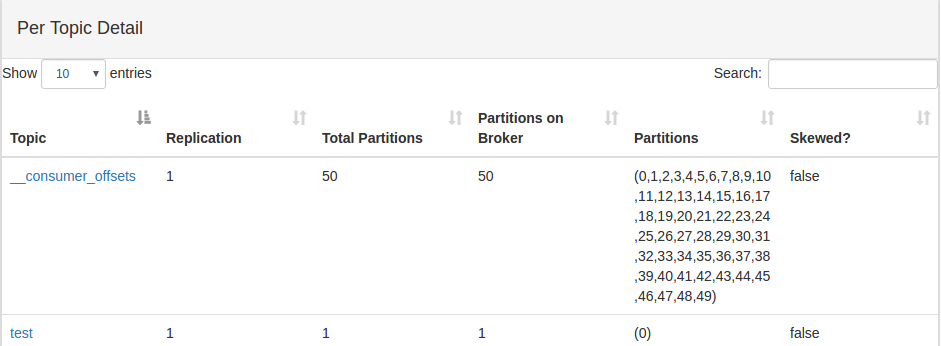 Per Topic Detail
Show 10 entries Search:
Topic Replication Total Partitions Partitions on Broker Partitions Skewed?
__consumer_offsets 1 50 50 (0,1,2,3,4,5,6,7,8,9,10 false
,11,12,13,14,15,16,17
,18,19,20,21,22,23,24
,25,26,27,28,29,30,31
,32,33,34,35,36,37,38
,39,40,41,42,43,44,45
,46,47,48,49)
test 1 1 1 (0) false